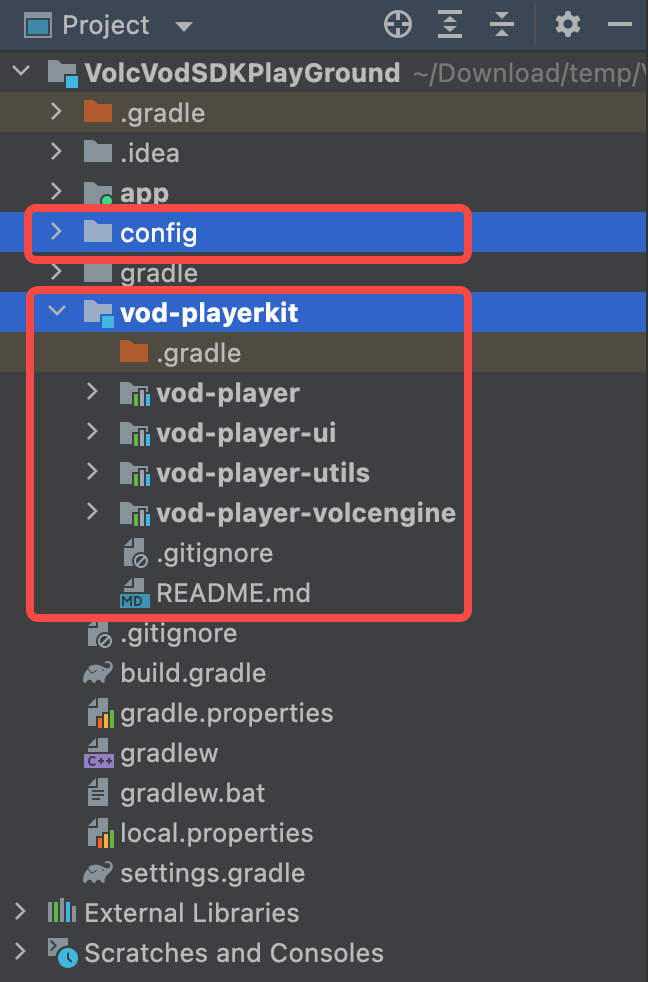 Project
VolcVodSDKPlayGround ~/Download/temp/
.gradle
.idea
app
config
gradle
vod-playerkit
.gradle
vod-player
vod-player-ui
vod-player-utils
vod-player-volcengine
.gitignore
MD README.md
.gitignore
build.gradle
gradle.properties
C++ gradlew
gradlew.bat
local.properties
settings.gradle
External Libraries
Scratches and Consoles